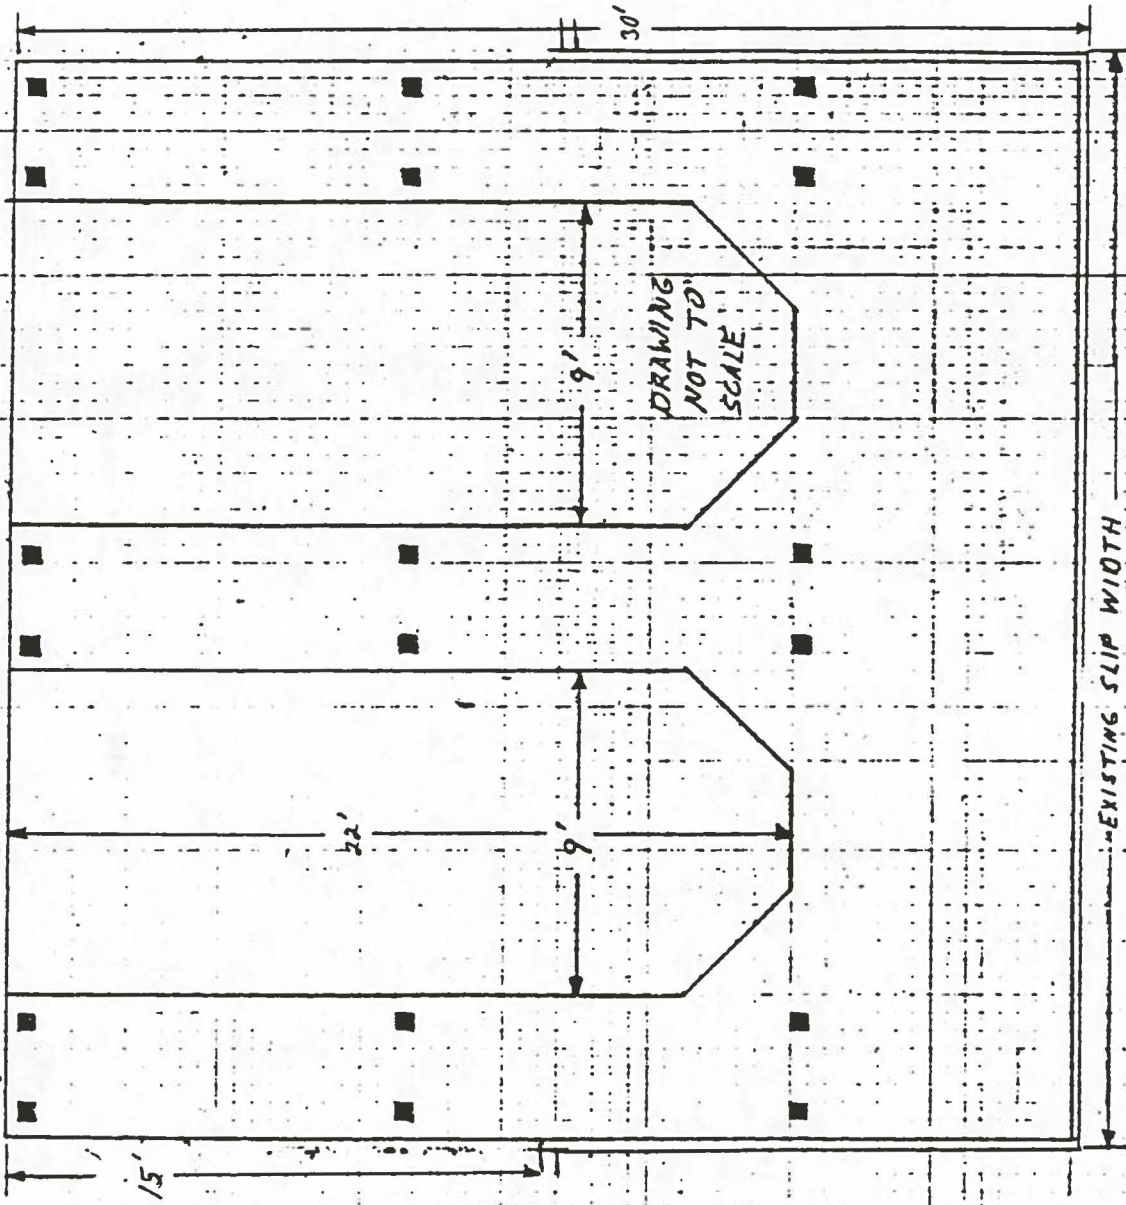 30'
9'
DRAWING
NOT TO
SCALE
22'
9'
15'
EXISTING SLIP WIDTH